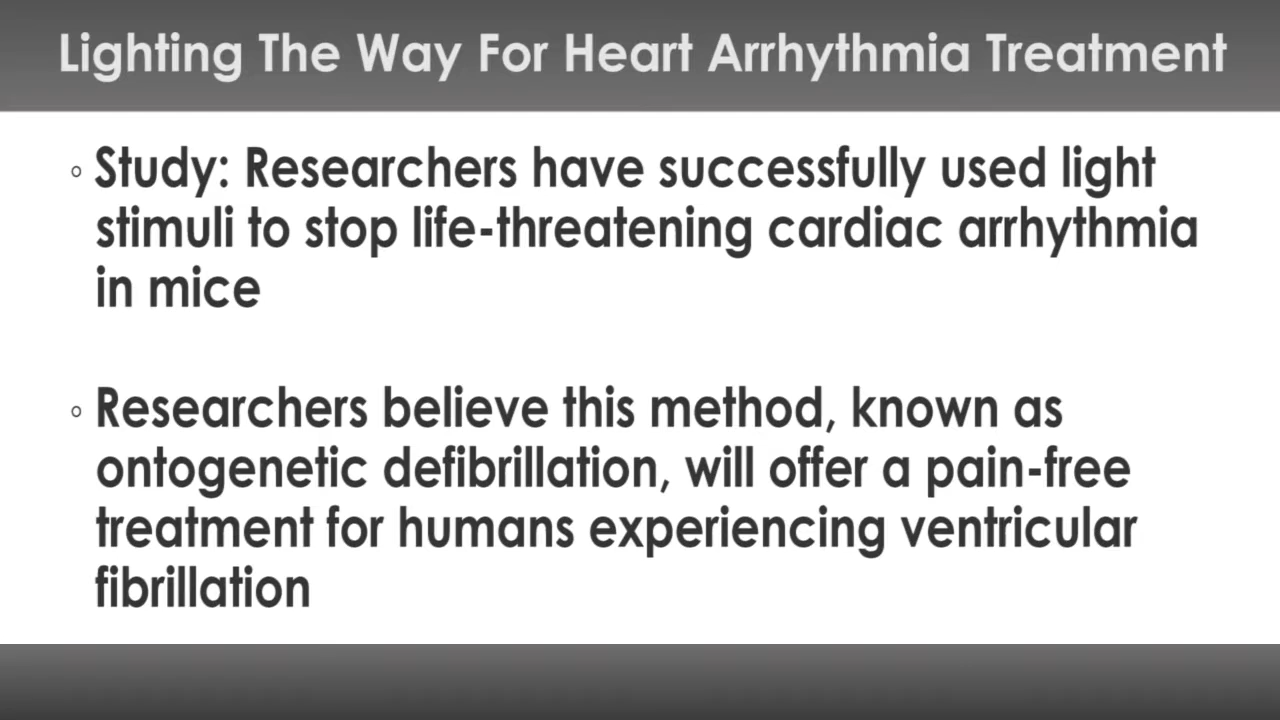 Lighting The Way For Heart Arrhythmia Treatment
◦ Study: Researchers have successfully used light
stimuli to stop life-threatening cardiac arrhythmia
in mice
◦ Researchers believe this method, known as
ontogenetic defibrillation, will offer a pain-free
treatment for humans experiencing ventricular
fibrillation